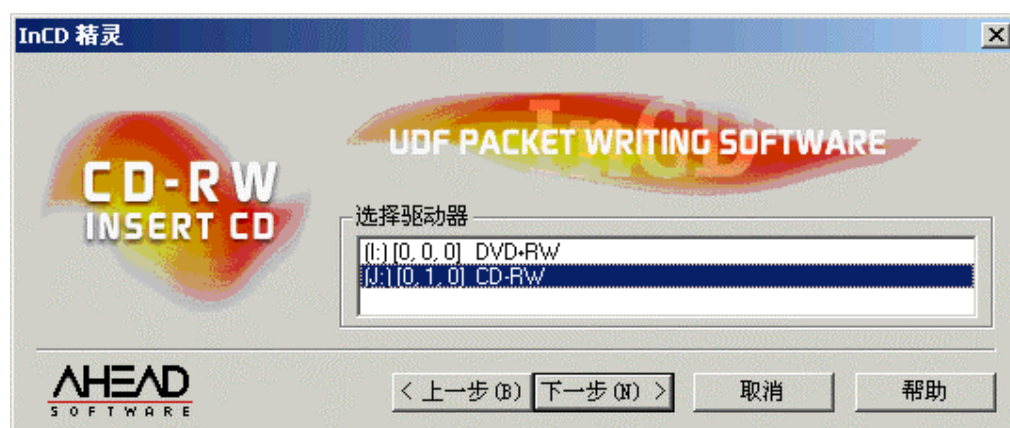 InCD 精灵
CD-RW
INSERT CD
InCD
UDF PACKET WRITING SOFTWARE
选择驱动器
(I:) [0, 0, 0] DVD+RW
(J:) [0, 1, 0] CD-RW
AHEAD
SOFTWARE
< 上一步(B) 下一步(N) > 取消 帮助